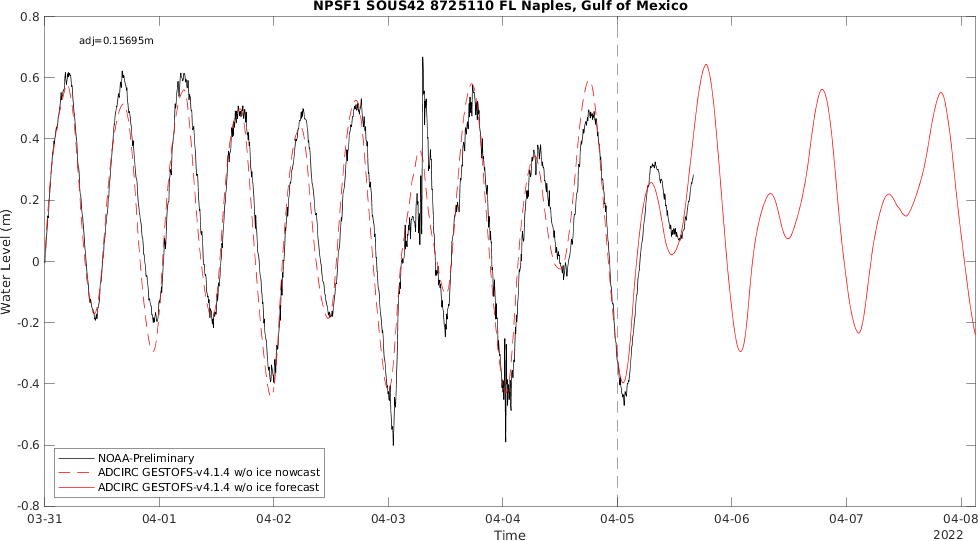 NPSF1 SOUS42 8725110 FL Naples, Gulf of Mexico
adj=0.15695m
0.8
0.6
0.4
0.2
0
-0.2
-0.4
-0.6
-0.8
Water Level (m)
NOAA-Preliminary
ADCIRC GESTOFS-v4.1.4 w/o ice nowcast
ADCIRC GESTOFS-v4.1.4 w/o ice forecast
03-31 04-01 04-02 04-03 04-04 04-05 04-06 04-07 04-08
Time
2022